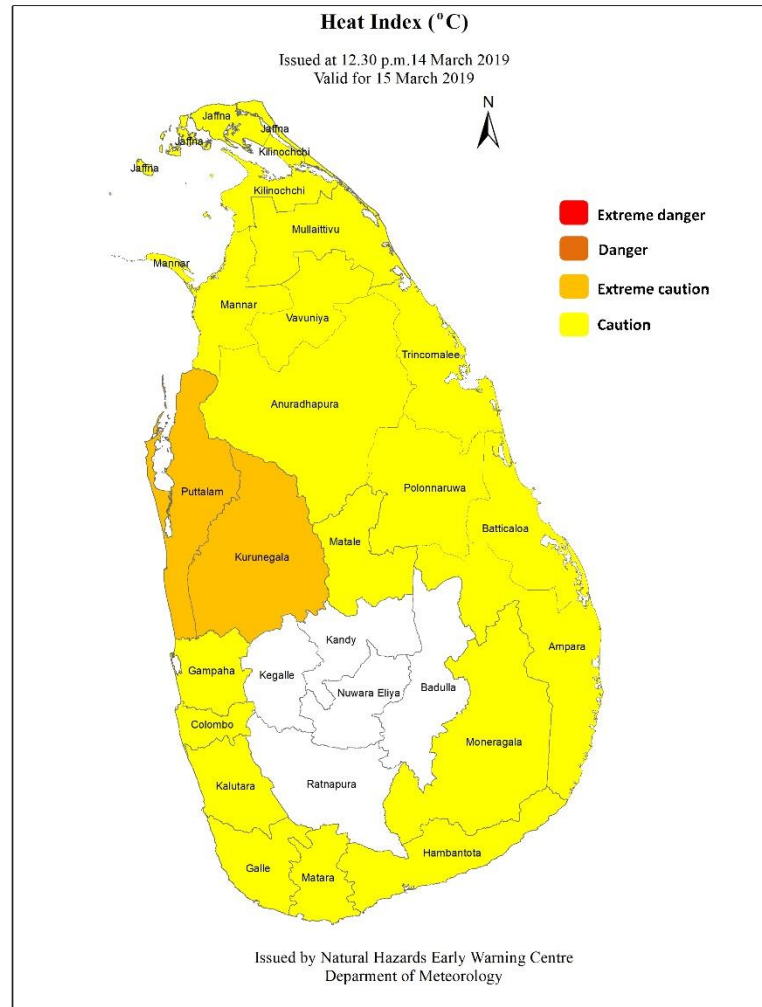 Heat Index (°C)
Issued at 12.30 p.m.14 March 2019
Valid for 15 March 2019
N
Jaffna
Jaffna
Jaffna
Kilinochchi
Jaffna
Kilinochchi
Mullaittivu
Extreme danger
Danger
Extreme caution
Caution
Mannar
Mannar
Vavuniya
Trincomalee
Anuradhapura
Puttalam
Polonnaruwa
Batticaloa
Kurunegala
Matale
Kandy
Ampara
Gampaha
Kegalle
Nuwara Eliya
Badulla
Colombo
Moneragala
Kalutara
Ratnapura
Hambantota
Galle
Matara
Issued by Natural Hazards Early Warning Centre
Deparment of Meteorology